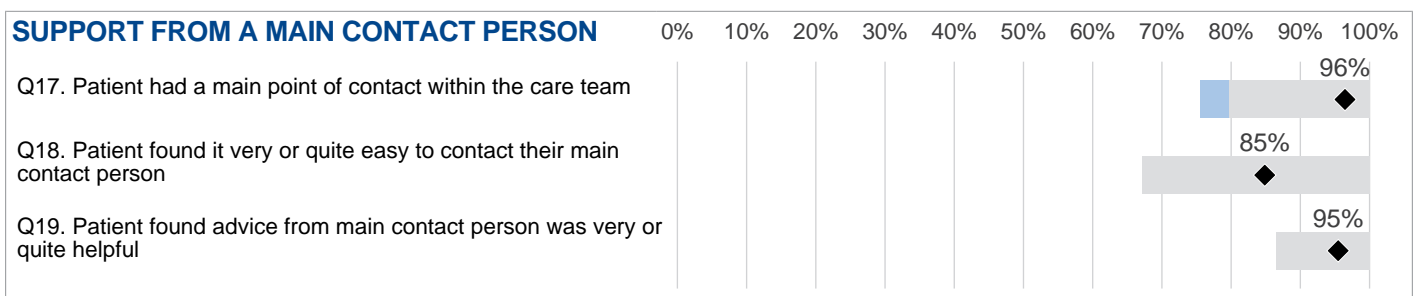 SUPPORT FROM A MAIN CONTACT PERSON 0% 10% 20% 30% 40% 50% 60% 70% 80% 90% 100%
Q17. Patient had a main point of contact within the care team 96%
Q18. Patient found it very or quite easy to contact their main
contact person
85%
Q19. Patient found advice from main contact person was very or
quite helpful
95%